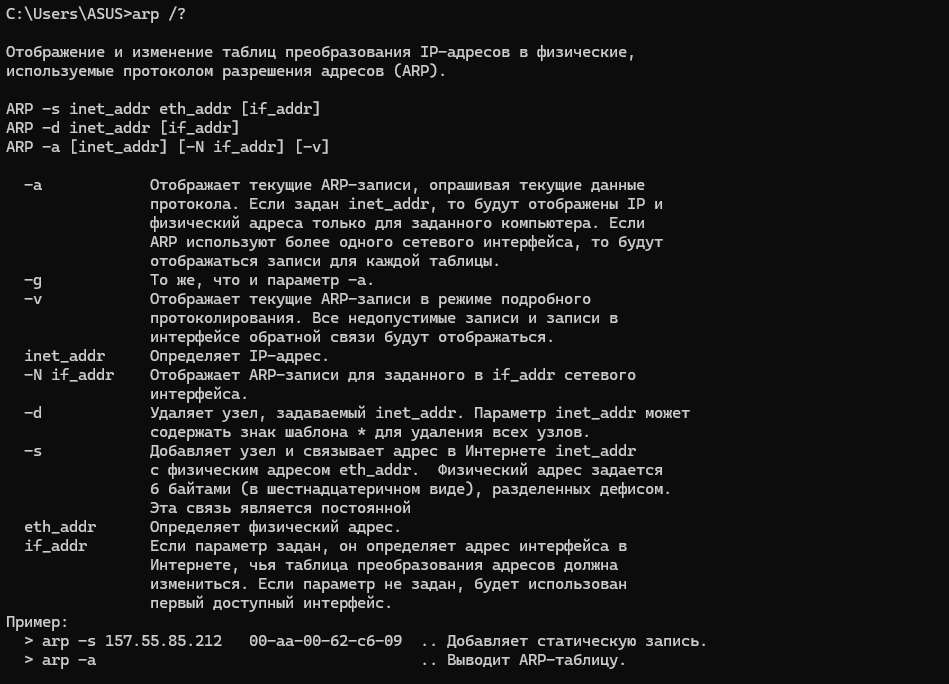 C:\Users\ASUS>arp /?
Отображение и изменение таблиц преобразования IP-адресов в физические,
используемые протоколом разрешения адресов (ARP).
ARP -s inet_addr eth_addr [if_addr]
ARP -d inet_addr [if_addr]
ARP -a [inet_addr] [-N if_addr] [-v]
-a Отображает текущие ARP-записи, опрашивая текущие данные
протокола. Если задан inet_addr, то будут отображены IP и
физический адреса только для заданного компьютера. Если
ARP используют более одного сетевого интерфейса, то будут
отображаться записи для каждой таблицы.
-g То же, что и параметр -a.
-v Отображает текущие ARP-записи в режиме подробного
протоколирования. Все недопустимые записи и записи в
интерфейсе обратной связи будут отображаться.
inet_addr Определяет IP-адрес.
-N if_addr Отображает ARP-записи для заданного в if_addr сетевого
интерфейса.
-d Удаляет узел, задаваемый inet_addr. Параметр inet_addr может
содержать знак шаблона * для удаления всех узлов.
-s Добавляет узел и связывает адрес в Интернете inet_addr
с физическим адресом eth_addr.  Физический адрес задается
6 байтами (в шестнадцатеричном виде), разделенных дефисом.
Эта связь является постоянной
eth_addr Определяет физический адрес.
if_addr Если параметр задан, он определяет адрес интерфейса в
Интернете, чья таблица преобразования адресов должна
измениться. Если параметр не задан, будет использован
первый доступный интерфейс.
Пример:
> arp -s 157.55.85.212   00-aa-00-62-c6-09  .. Добавляет статическую запись.
> arp -a .. Выводит ARP-таблицу.